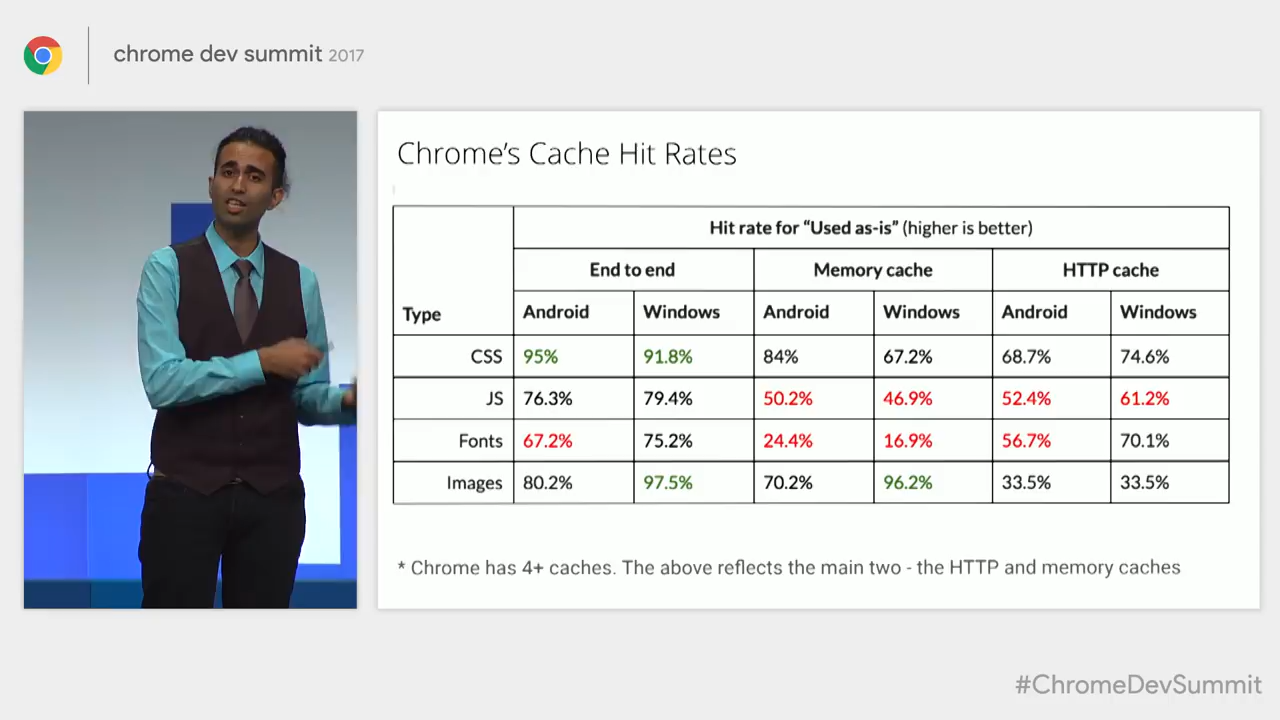 chrome dev summit 2017
Chrome's Cache Hit Rates
Type
Hit rate for “Used as-is” (higher is better)
End to end Memory cache HTTP cache
Android Windows Android Windows Android Windows
CSS 95% 91.8% 84% 67.2% 68.7% 74.6%
JS 76.3% 79.4% 50.2% 46.9% 52.4% 61.2%
Fonts 67.2% 75.2% 24.4% 16.9% 56.7% 70.1%
Images 80.2% 97.5% 70.2% 96.2% 33.5% 33.5%
* Chrome has 4+ caches. The above reflects the main two - the HTTP and memory caches
#ChromeDevSummit